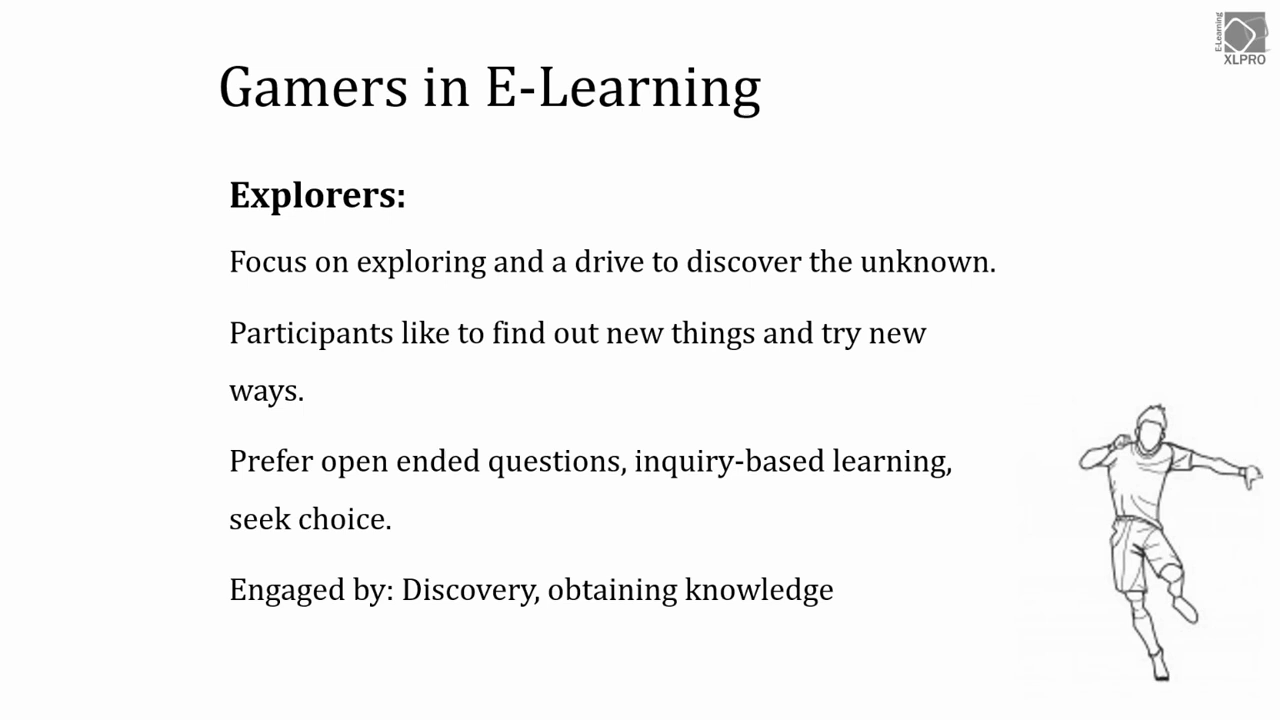 E-Learning
XLPRO
Gamers in E-Learning
Explorers:
Focus on exploring and a drive to discover the unknown.
Participants like to find out new things and try new
ways.
Prefer open ended questions, inquiry-based learning,
seek choice.
Engaged by: Discovery, obtaining knowledge